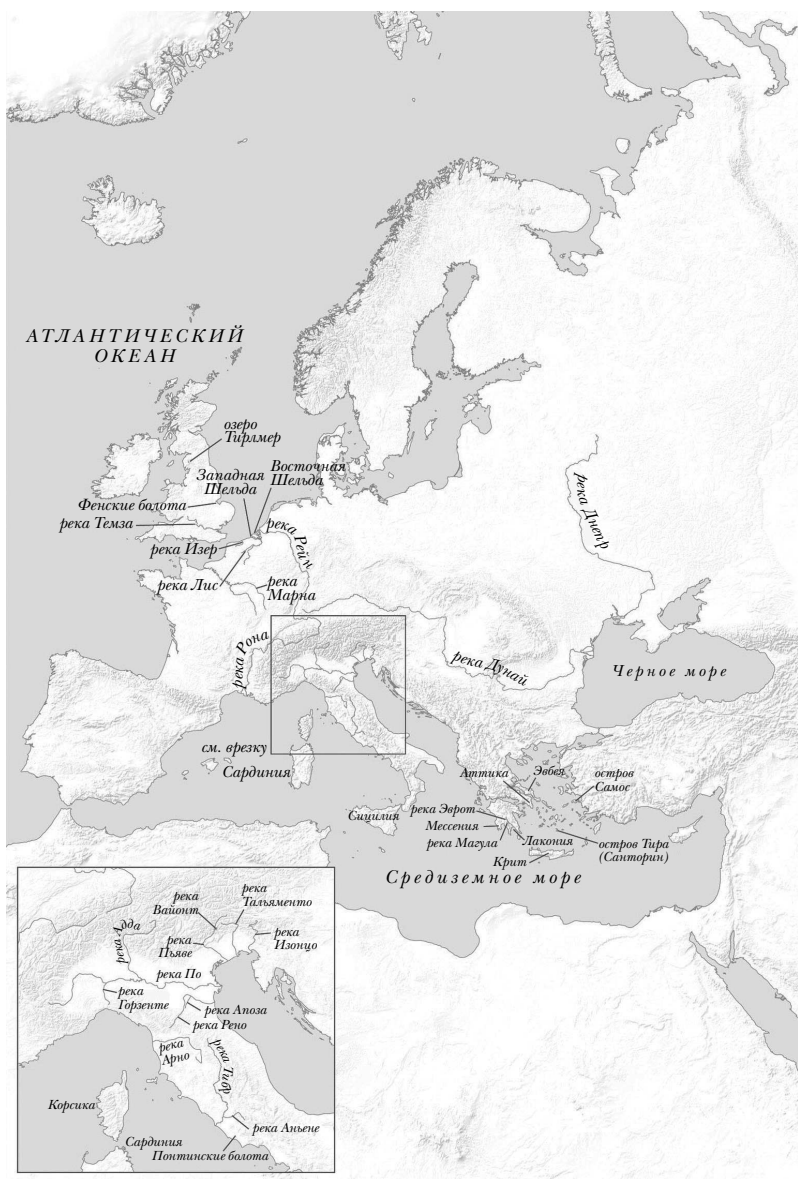 АТЛАНТИЧЕСКИЙ
ОКЕАН
озеро
Тирлмер
Западная
Шельда
Восточная
Шельда
Фенские болота
река Темза
река Изер
река Лис
река Рейн
река
Марна
река Днепр
река Рона
река Дунай
Черное море
см. врезку
Сардиния
Сицилия
Аттика
Эвбея
остров
Самос
река Эврот
Мессения
река Магула
Лакония
Крит
остров Тира
(Санторин)
Средиземное море
река
Вайонт
река
Тальяменто
река Адда
река
Пьяве
река
Изонцо
река По
река
Горзенте
река Апоза
река Рено
река
Арно
река Тибр
Корсика
река Аньене
Сардиния
Понтинские болота